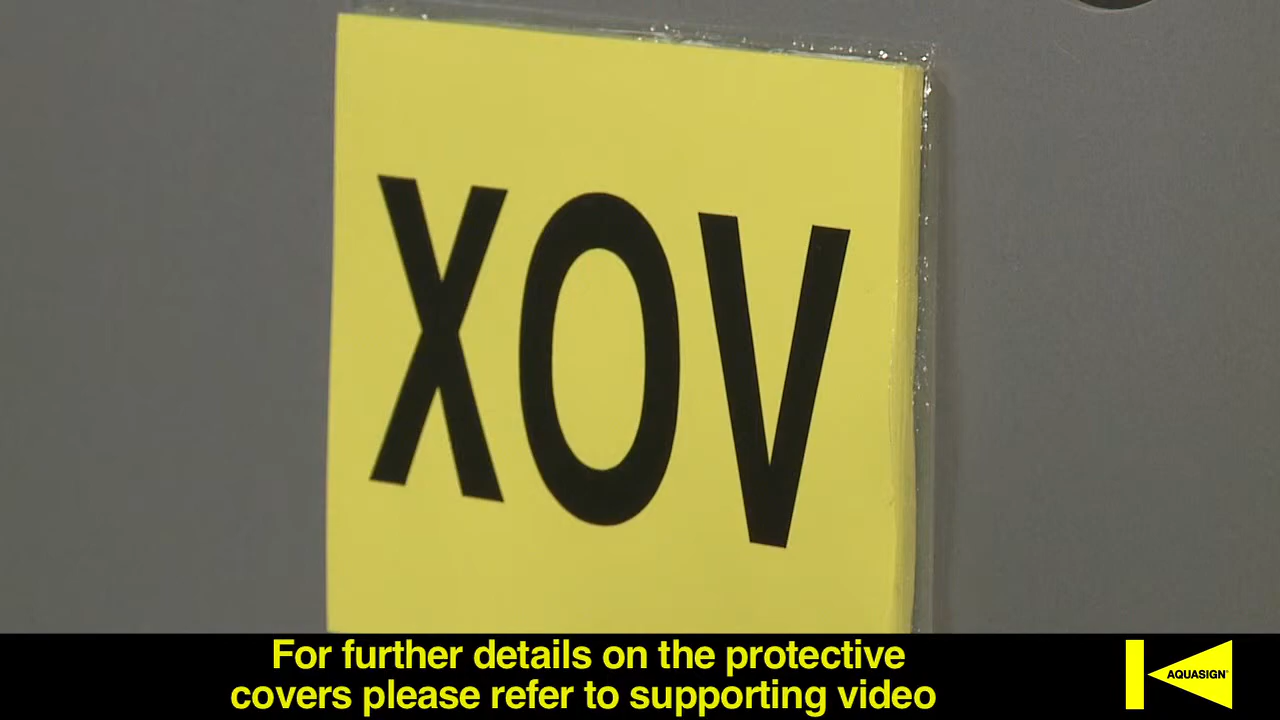 XOV
For further details on the protective
covers please refer to supporting video
AQUASIGN